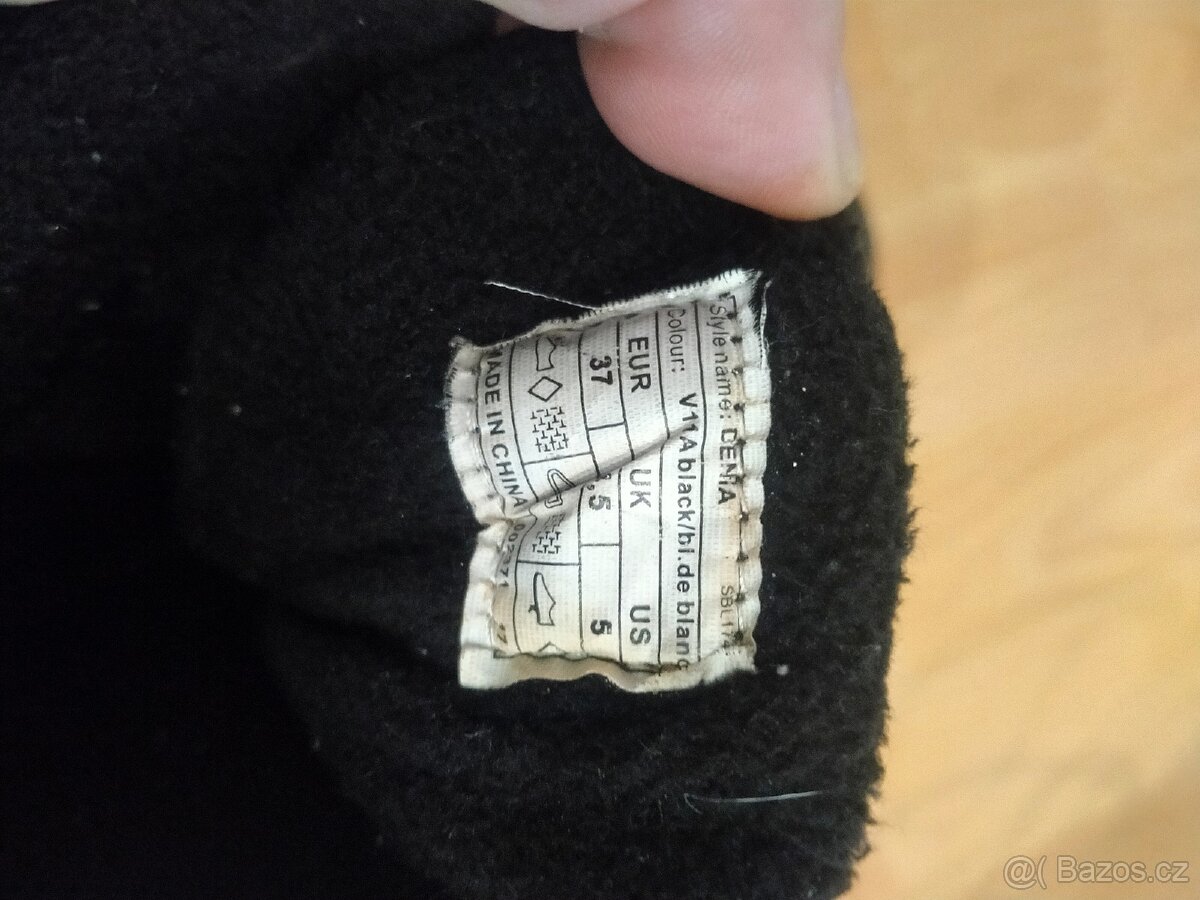 Style name: DENIA
Colour: V11A black/bl.de blanc
EUR UK US
37 ,5 5
MADE IN CHINA
@( Bazos.cz